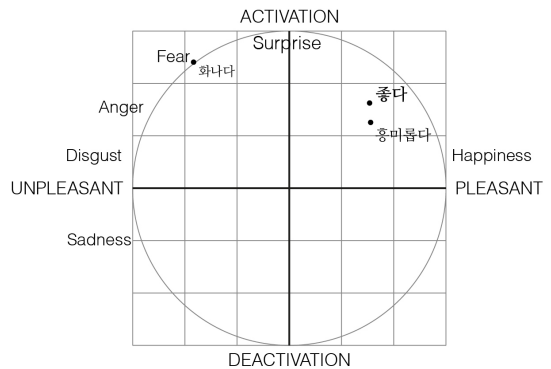 ACTIVATION
Surprise
Fear
화나다
좋다
Anger
흥미롭다
Disgust
Happiness
UNPLEASANT
PLEASANT
Sadness
DEACTIVATION